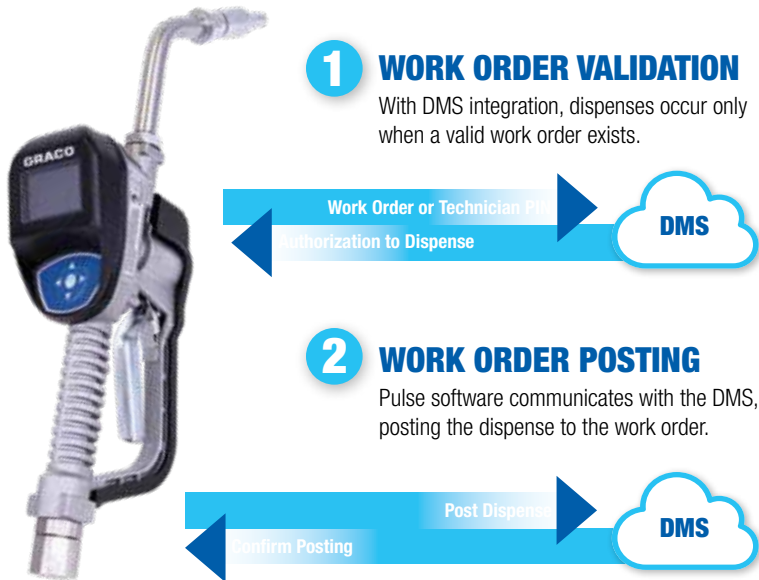 GRACO
1 WORK ORDER VALIDATION
With DMS integration, dispenses occur only
when a valid work order exists.
Work Order or Technician PIN
Authorization to Dispense
DMS
2 WORK ORDER POSTING
Pulse software communicates with the DMS,
posting the dispense to the work order.
Post Dispense
Confirm Posting
DMS